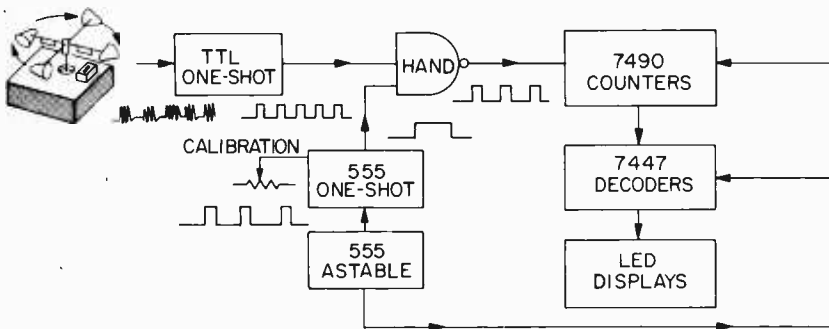 TTL
ONE-SHOT
HAND
7490
COUNTERS
CALIBRATION
555
ONE-SHOT
7447
DECODERS
555
ASTABLE
LED
DISPLAYS